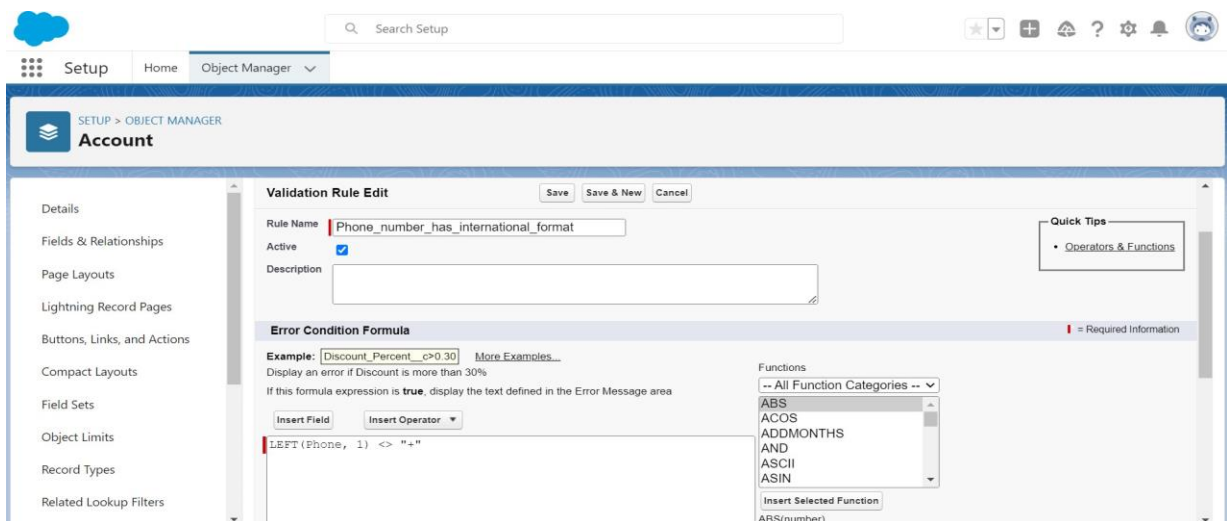 Search Setup
Setup Home Object Manager
SETUP > OBJECT MANAGER
Account
Details
Fields & Relationships
Page Layouts
Lightning Record Pages
Buttons, Links, and Actions
Compact Layouts
Field Sets
Object Limits
Record Types
Related Lookup Filters
Validation Rule Edit Save Save & New Cancel
Rule Name Phone_number_has_international_format
Active
Description
Quick Tips
• Operators & Functions
Error Condition Formula = Required Information
Example: Discount_Percent__c>0.30 More Examples...
Display an error if Discount is more than 30%
If this formula expression is true, display the text defined in the Error Message area
Insert Field Insert Operator
LEFT(Phone, 1) <> "+"
Functions
-- All Function Categories --
ABS
ACOS
ADDMONTHS
AND
ASCII
ASIN
Insert Selected Function
ABS(number)